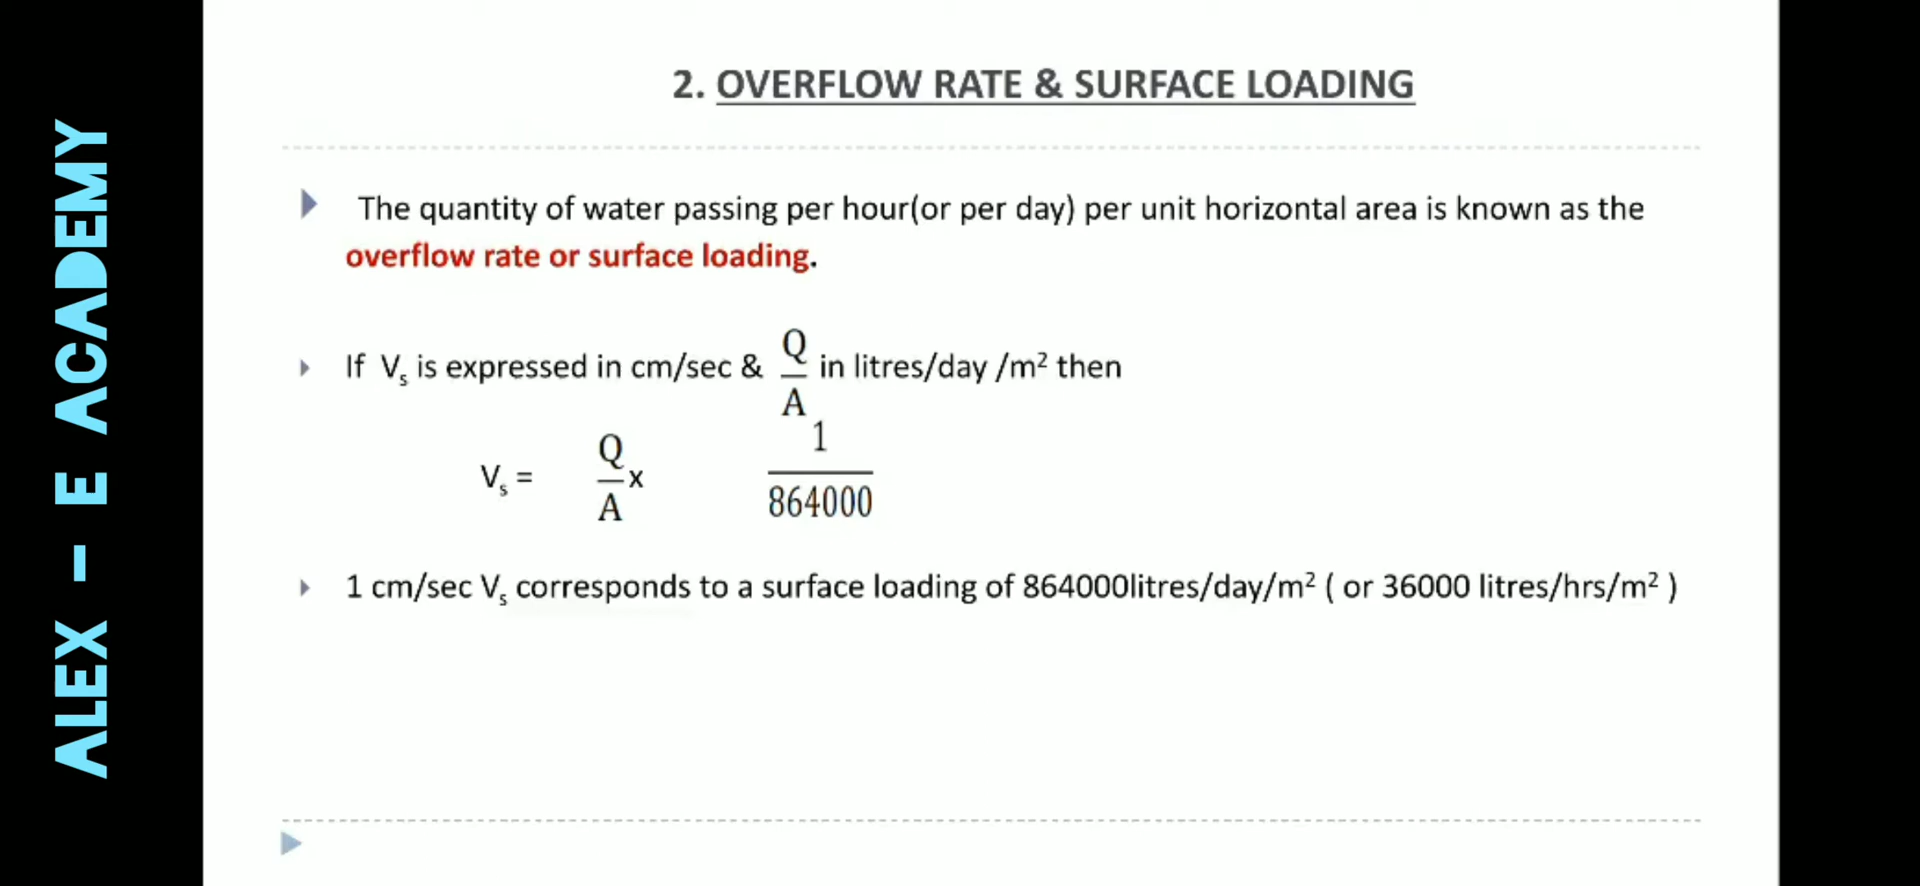 ALEX - E ACADEMY
2. OVERFLOW RATE & SURFACE LOADING
The quantity of water passing per hour(or per day) per unit horizontal area is known as the
overflow rate or surface loading.
If Vs is expressed in cm/sec & Q/A in litres/day /m² then
Vs = Q/A x 1/864000
1 cm/sec Vs corresponds to a surface loading of 864000litres/day/m² ( or 36000 litres/hrs/m² )